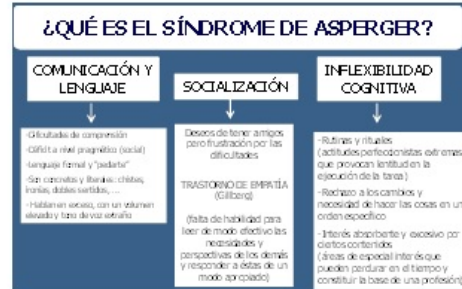 ¿QUÉ ES EL SÍNDROME DE ASPERGER?
COMUNICACIÓN Y
LENGUAJE
-Dificultades de comprensión
-Déficit a nivel pragmático (social)
-Lenguaje formal y "pedante"
-Son concretos y literales: chistes,
ironías, dobles sertidos, ...
-Hablan en exceso, con un volumen
elevado y tono de voz extraño
SOCIALIZACIÓN
Deseos de tener amigos
pero frustración por las
dificultades
TRASTORNO DE EMPATÍA
(Gillberg)
(falta de habilidad para
leer de modo efectivo las
necesidades y
perspectivas de los demás
y responder a éstas de un
modo apropiado)
INFLEXIBILIDAD
COGNITIVA
-Rutinas y rituales
(actitudes perfeccionistas extremas
que provocan lentitud en la
ejecución de la tarea)
-Rechazo a los cambios y
necesidad de hacer las cosas en un
orden específico
-Interés absorbente y excesivo por
ciertos contenidos
(áreas de especial interés que
pueden perdurar en el tiempo y
constituir la base de una profesión)